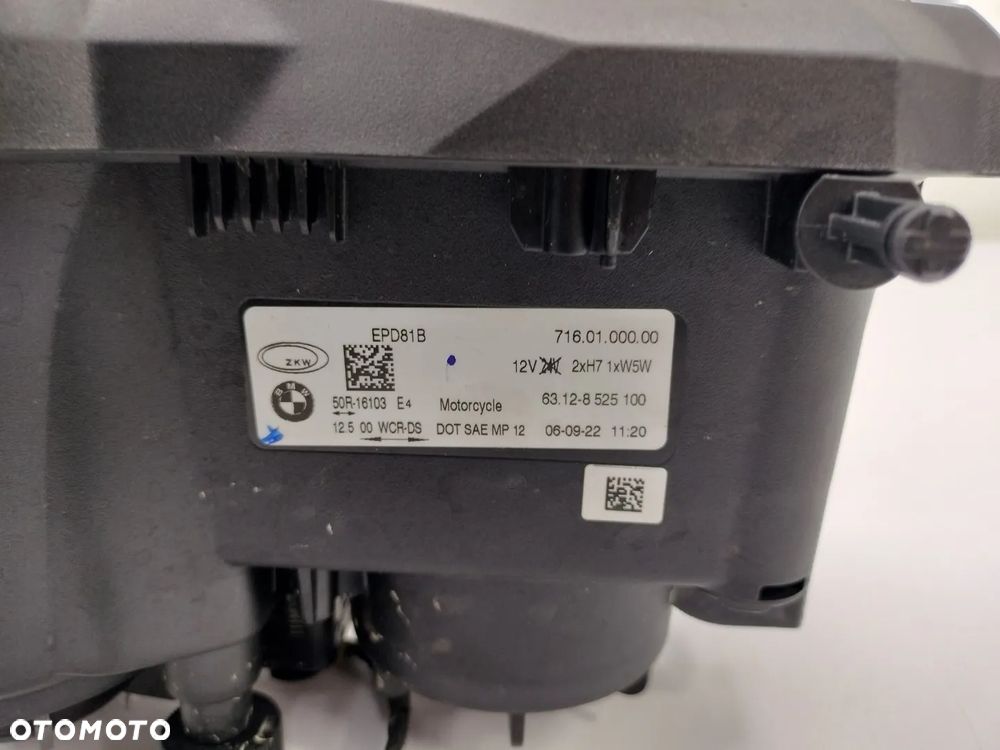 EPD81B 716.01.000.00
ZKW
12V 2xH7 1xW5W
BMW
50R-16103 E4 Motorcycle 63.12-8 525 100
12.5 00 WCR-DS DOT SAE MP 12 06-09-22 11:20
OTOMOTO